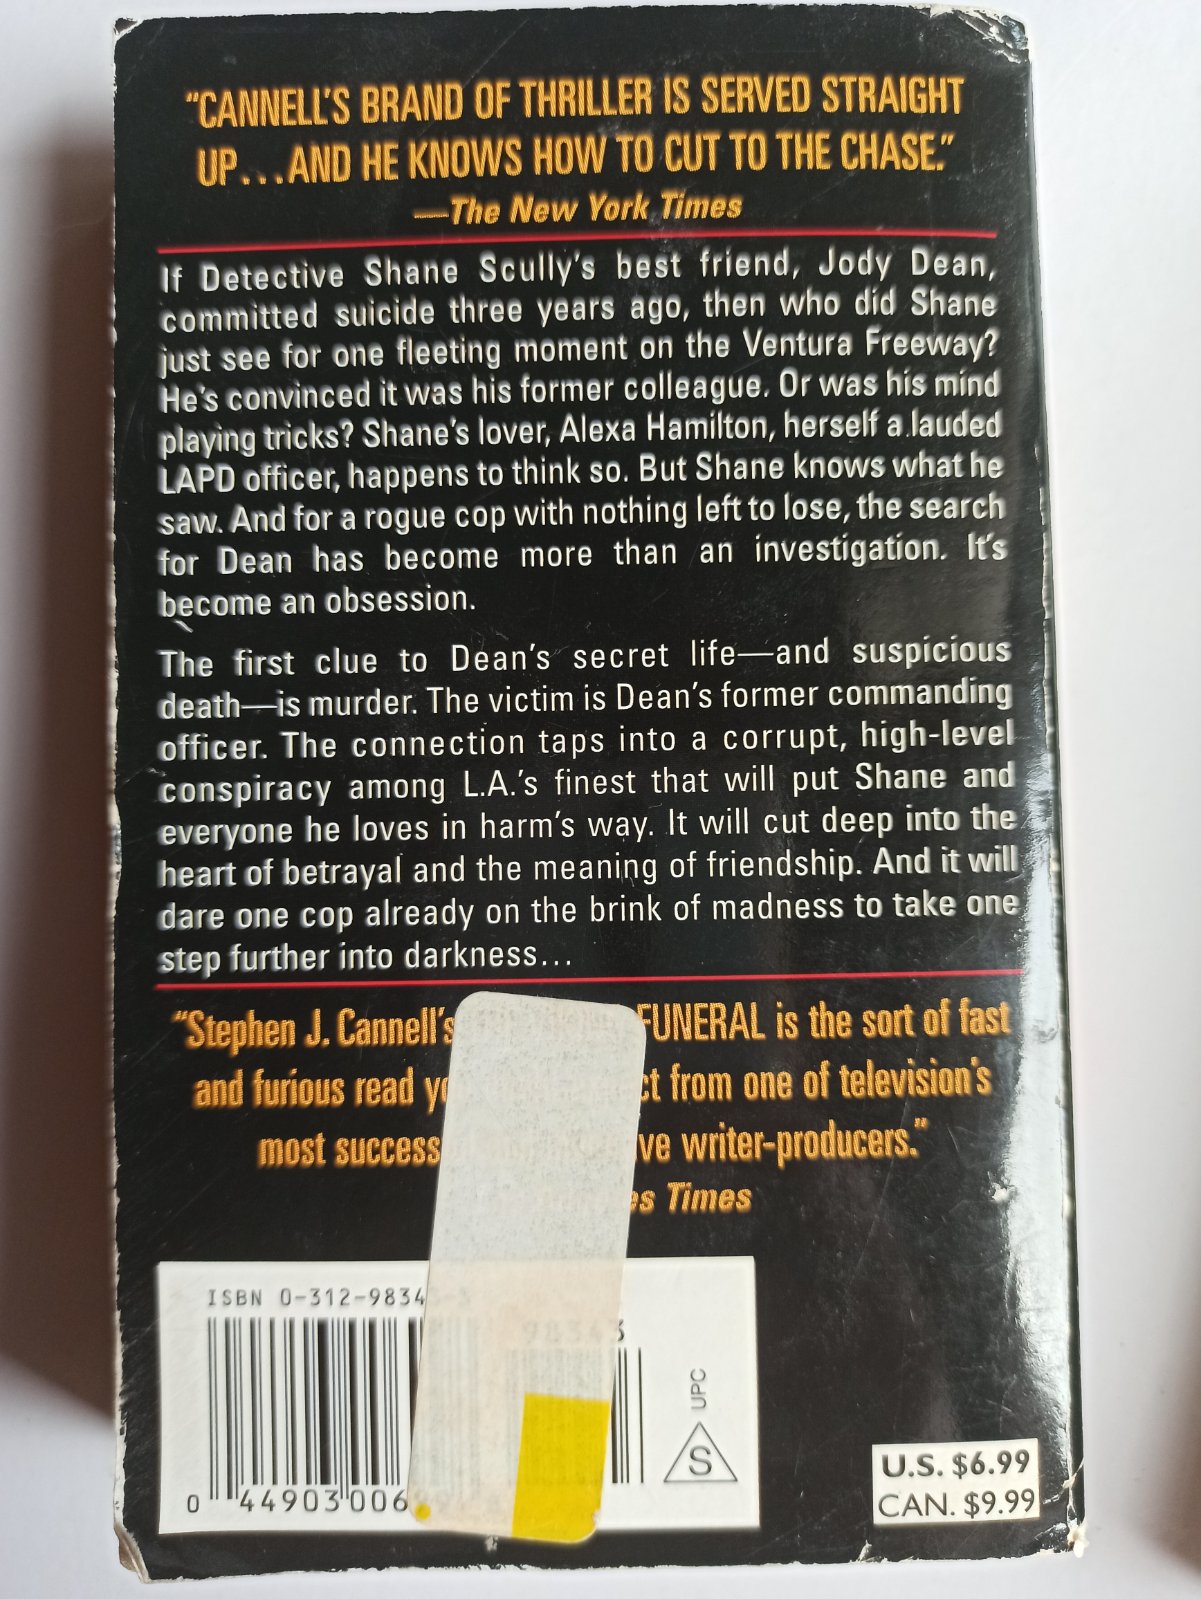 “CANNELL’S BRAND OF THRILLER IS SERVED STRAIGHT
UP...AND HE KNOWS HOW TO CUT TO THE CHASE.”
—The New York Times
If Detective Shane Scully’s best friend, Jody Dean,
committed suicide three years ago, then who did Shane
just see for one fleeting moment on the Ventura Freeway?
He’s convinced it was his former colleague. Or was his mind
playing tricks? Shane’s lover, Alexa Hamilton, herself a lauded
LAPD officer, happens to think so. But Shane knows what he
saw. And for a rogue cop with nothing left to lose, the search
for Dean has become more than an investigation. It’s
become an obsession.
The first clue to Dean’s secret life—and suspicious
death—is murder. The victim is Dean’s former commanding
officer. The connection taps into a corrupt, high-level
conspiracy among L.A.’s finest that will put Shane and
everyone he loves in harm’s way. It will cut deep into the
heart of betrayal and the meaning of friendship. And it will
dare one cop already on the brink of madness to take one
step further into darkness...
“Stephen J. Cannell’s FUNERAL is the sort of fast
and furious read from one of television’s
most writer-producers.”
Times
ISBN 0-312-9834
98343
UPC
S
0 44903 006
U.S. $6.99
CAN. $9.99